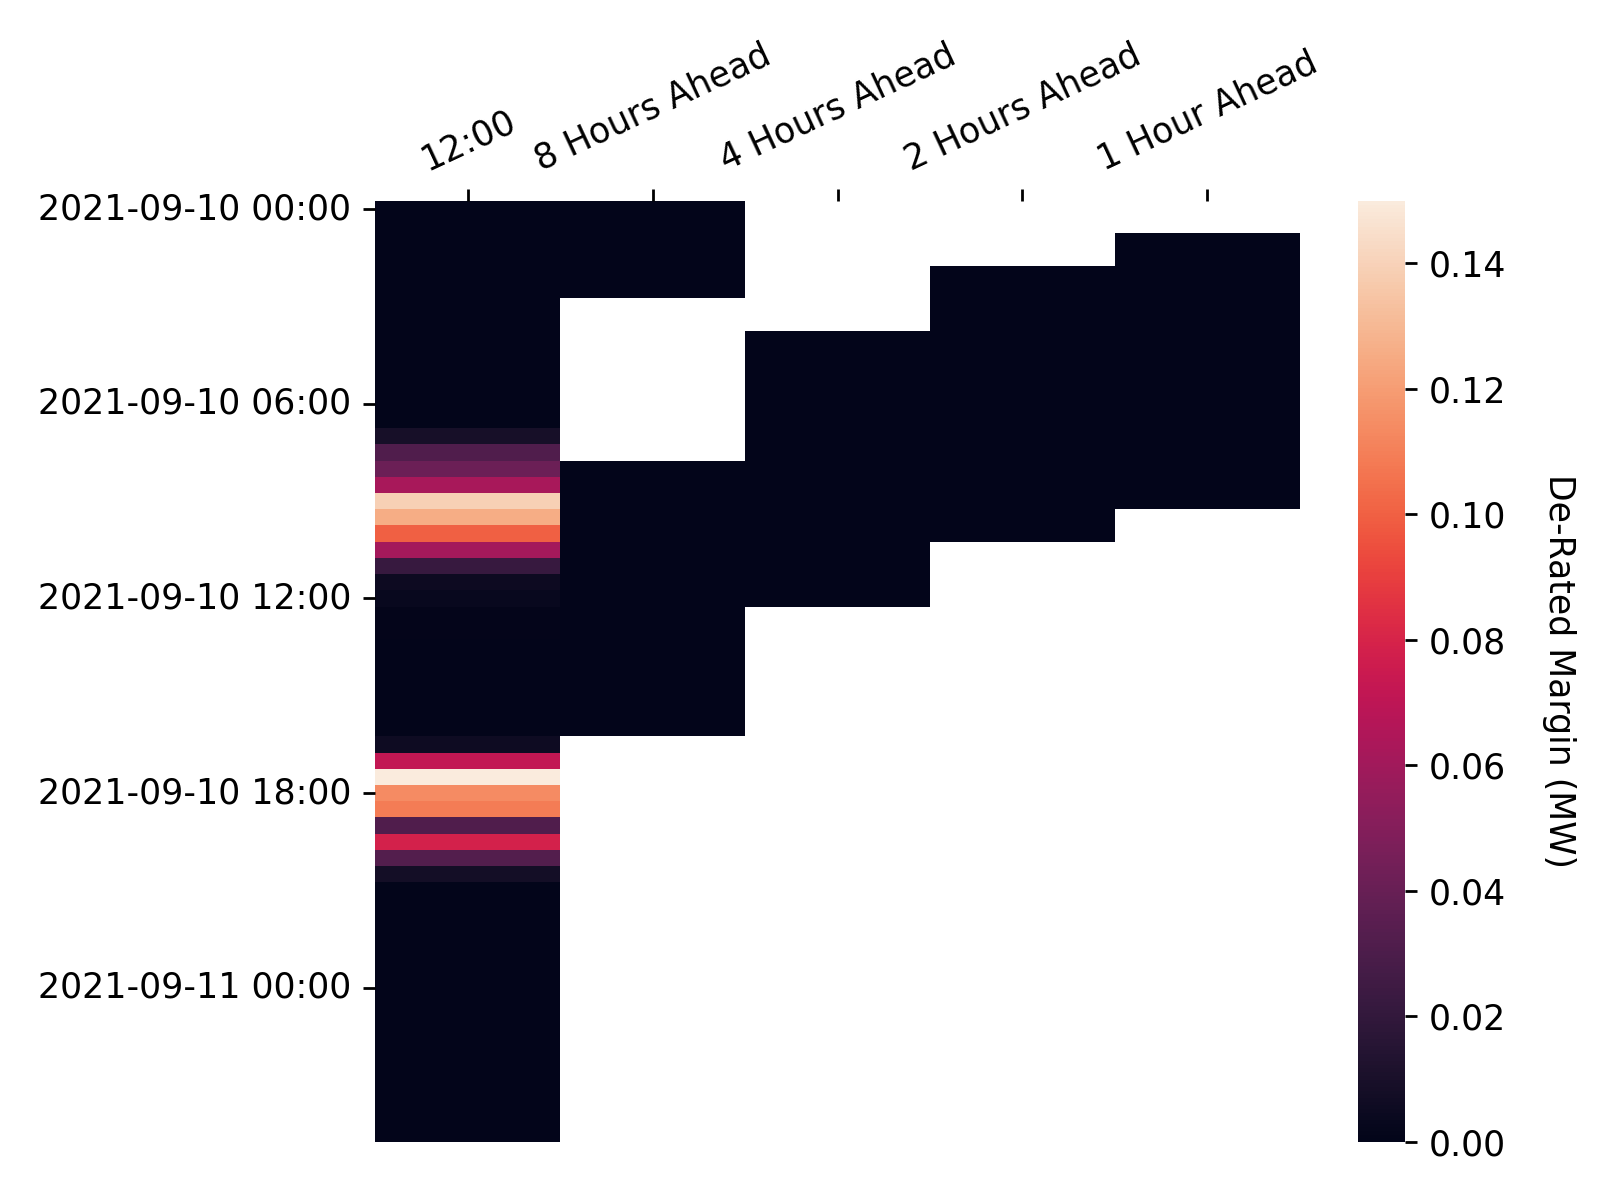 12:00
8 Hours Ahead
4 Hours Ahead
2 Hours Ahead
1 Hour Ahead
2021-09-10 00:00
2021-09-10 06:00
2021-09-10 12:00
2021-09-10 18:00
2021-09-11 00:00
0.14
0.12
0.10
0.08
0.06
0.04
0.02
0.00
De-Rated Margin (MW)